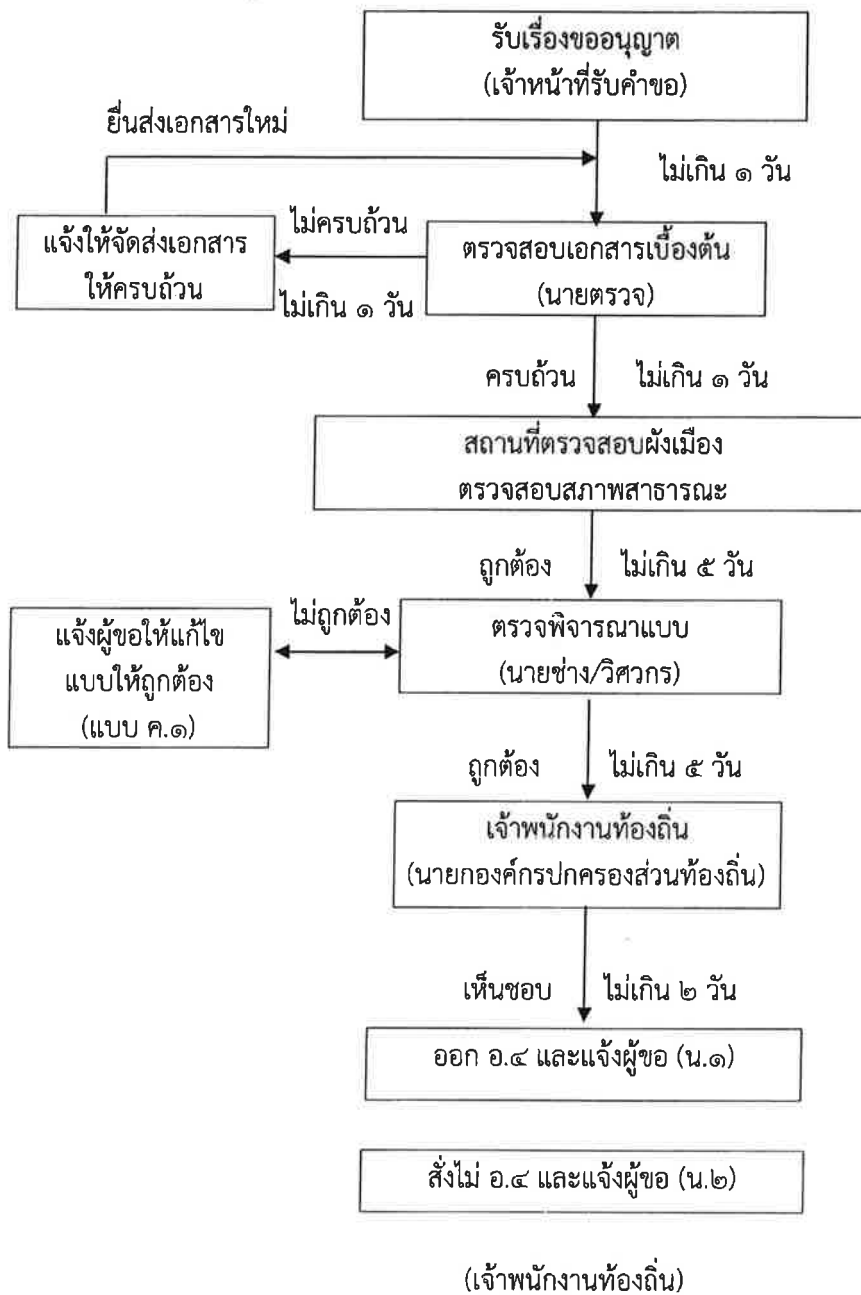 รับเรื่องขออนุญาต
(เจ้าหน้าที่รับคำขอ)
ยื่นส่งเอกสารใหม่
ไม่เกิน ๑ วัน
ไม่ครบถ้วน
แจ้งให้จัดส่งเอกสาร
ให้ครบถ้วน
ไม่เกิน ๑ วัน
ตรวจสอบเอกสารเบื้องต้น
(นายตรวจ)
ครบถ้วน ไม่เกิน ๑ วัน
สถานที่ตรวจสอบผังเมือง
ตรวจสอบสภาพสาธารณะ
ถูกต้อง ไม่เกิน ๕ วัน
ไม่ถูกต้อง
แจ้งผู้ขอให้แก้ไข
แบบให้ถูกต้อง
(แบบ ค.๑)
ตรวจพิจารณาแบบ
(นายช่าง/วิศวกร)
ถูกต้อง ไม่เกิน ๕ วัน
เจ้าพนักงานท้องถิ่น
(นายกองค์กรปกครองส่วนท้องถิ่น)
เห็นชอบ ไม่เกิน ๒ วัน
ออก อ.๔ และแจ้งผู้ขอ (น.๑)
สั่งไม่ อ.๔ และแจ้งผู้ขอ (น.๒)
(เจ้าพนักงานท้องถิ่น)